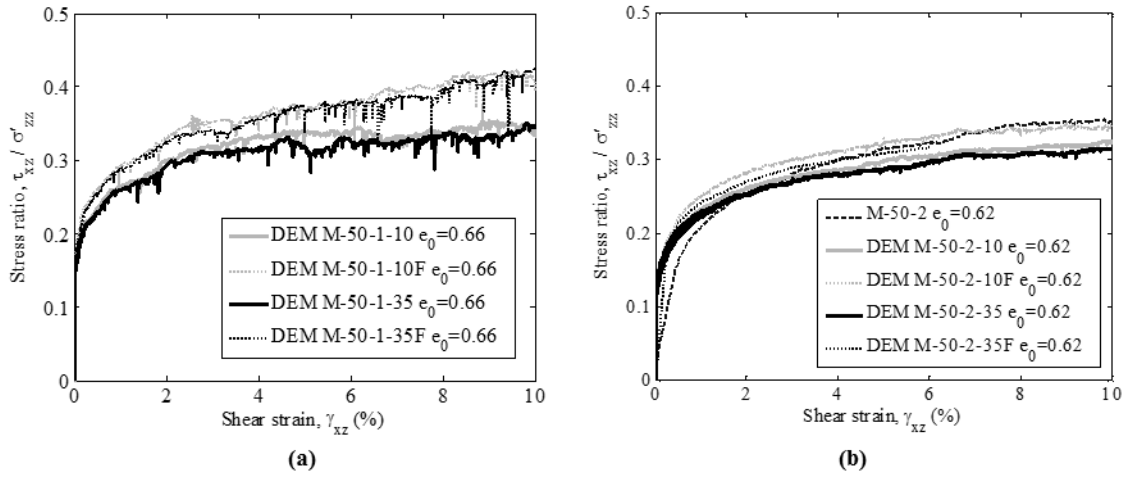 0.5
0.4
0.3
0.2
0.1
0
Stress ratio, τxz / σ'zz
DEM M-50-1-10 e0=0.66
DEM M-50-1-10F e0=0.66
DEM M-50-1-35 e0=0.66
DEM M-50-1-35F e0=0.66
0 2 4 6 8 10
Shear strain, γxz (%)
(a)
0.5
0.4
0.3
0.2
0.1
0
Stress ratio, τxz / σ'zz
M-50-2 e0=0.62
DEM M-50-2-10 e0=0.62
DEM M-50-2-10F e0=0.62
DEM M-50-2-35 e0=0.62
DEM M-50-2-35F e0=0.62
0 2 4 6 8 10
Shear strain, γxz (%)
(b)